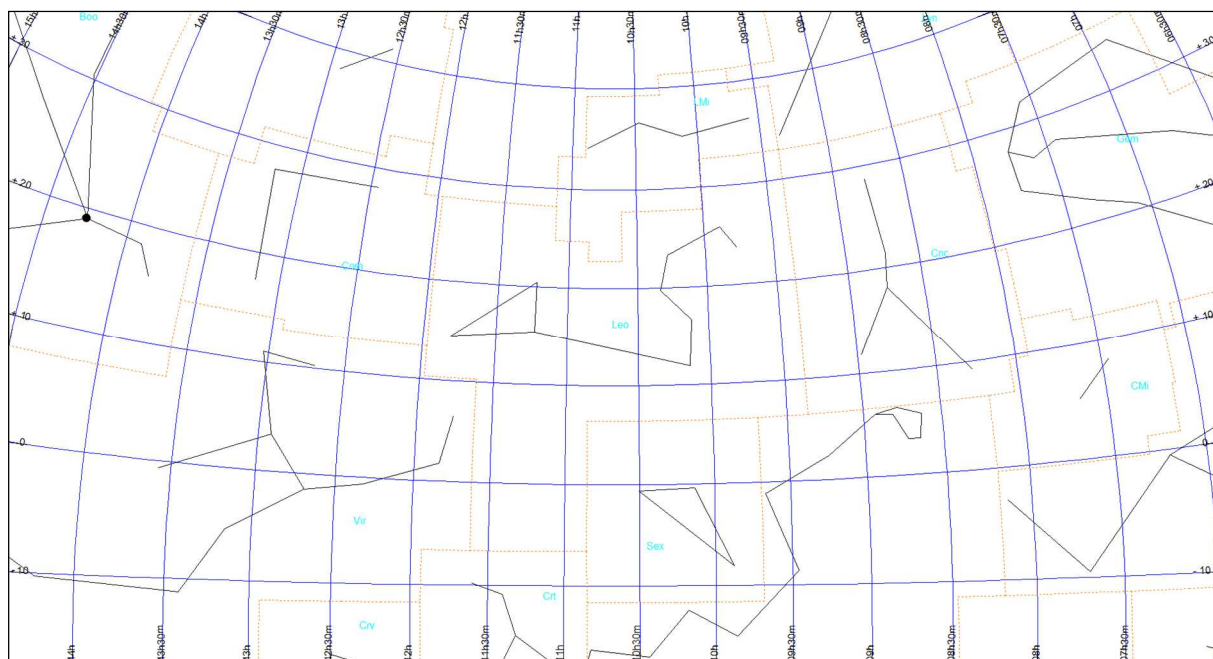 15h
Boo
14h30m
14h
13h30m
13h
12h30m
12h
11h30m
11h
10h30m
10h
09h30m
09h
08h30m
08h
07h30m
07h
06h30m
+ 30
+ 30
LMi
Gem
+ 20
+ 20
Com
Cnc
+ 10
Leo
+ 10
CMi
- 0
0
Vir
Sex
- 10
- 10
Crt
Crv
14h
13h30m
13h
12h30m
12h
11h30m
11h
10h30m
10h
09h30m
09h
08h30m
08h
07h30m